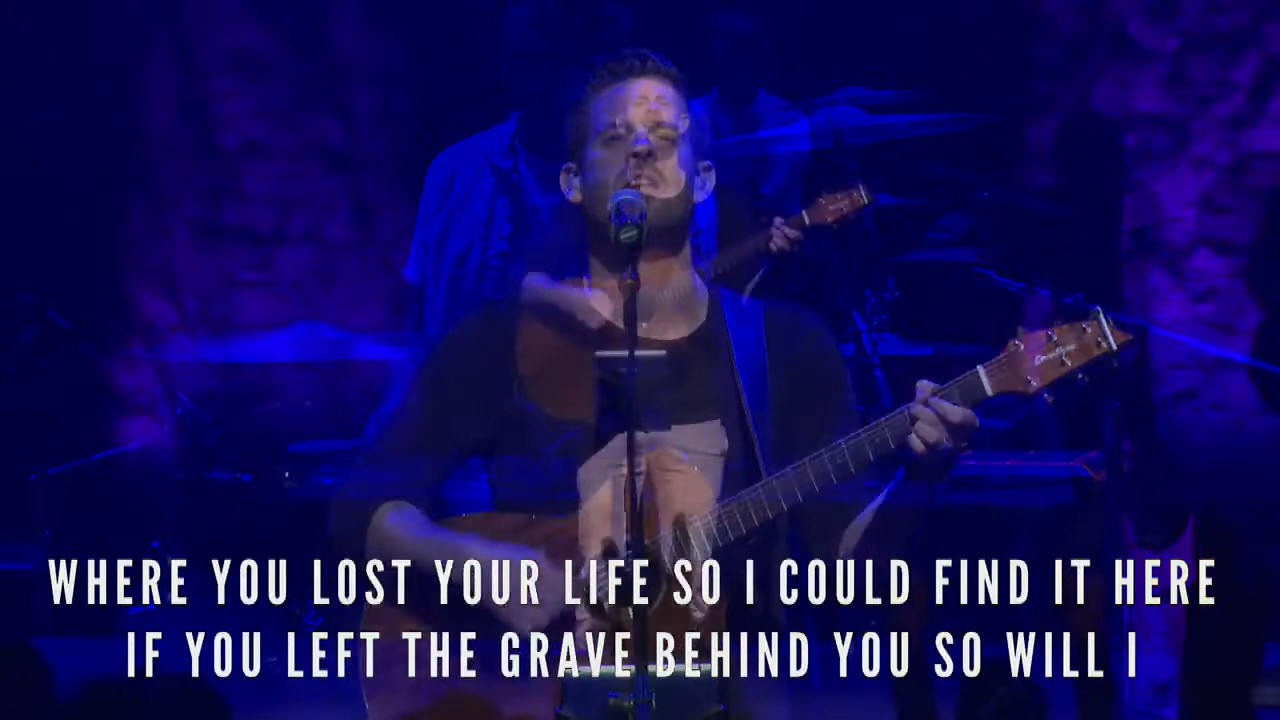 WHERE YOU LOST YOUR LIFE SO I COULD FIND IT HERE
IF YOU LEFT THE GRAVE BEHIND YOU SO WILL I